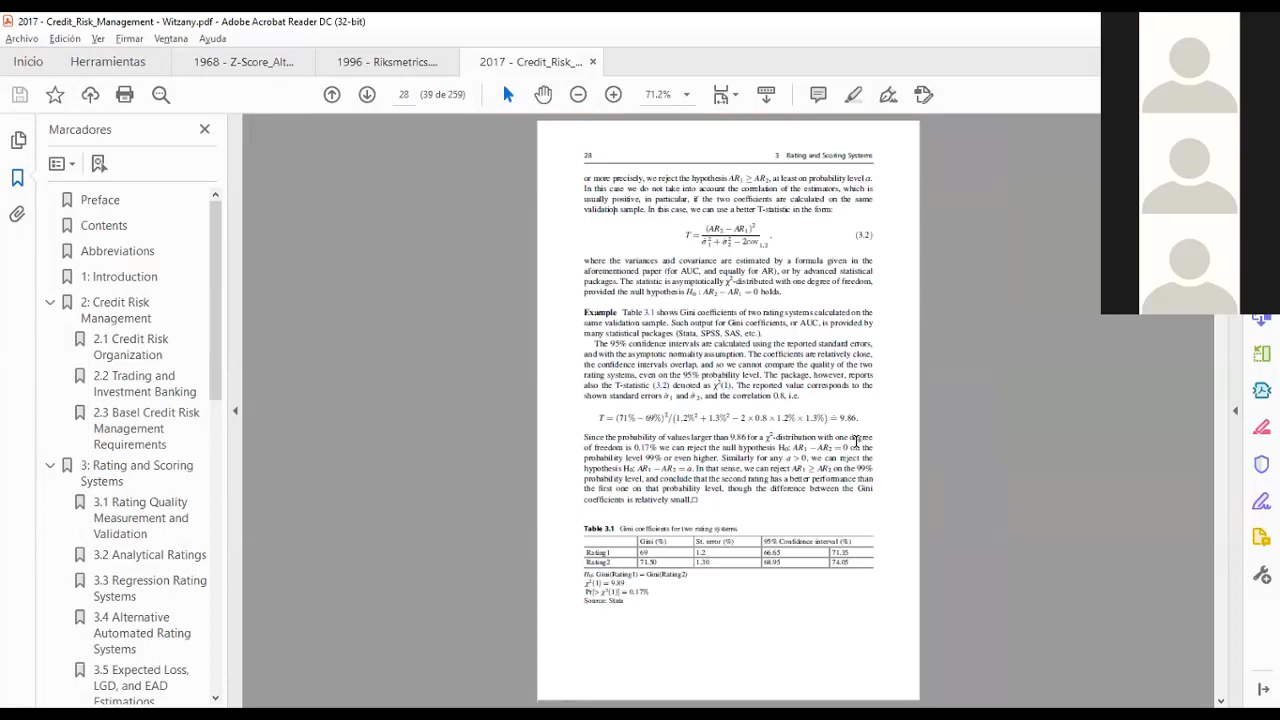 2017 - Credit_Risk_Management - Witzany.pdf - Adobe Acrobat Reader DC (32-bit)
Archivo Edición Ver Firmar Ventana Ayuda
Inicio Herramientas 1968 - Z-Score_Alt... 1996 - Riksmetrics.... 2017 - Credit_Risk_... ×
28 (39 de 259) 71.2%
Marcadores
Preface
Contents
Abbreviations
1: Introduction
2: Credit Risk
Management
2.1 Credit Risk
Organization
2.2 Trading and
Investment Banking
2.3 Basel Credit Risk
Management
Requirements
3: Rating and Scoring
Systems
3.1 Rating Quality
Measurement and
Validation
3.2 Analytical Ratings
3.3 Regression Rating
Systems
3.4 Alternative
Automated Rating
Systems
3.5 Expected Loss,
LGD, and EAD
Estimations
28 3 Rating and Scoring Systems
or more precisely, we reject the hypothesis AR₁ ≥ AR₂, at least on probability level α.
In this case we do not take into account the correlation of the estimators, which is
usually positive, in particular, if the two coefficients are calculated on the same
validation sample. In this case, we can use a better T-statistic in the form:
T = (AR₂ − AR₁)² / (σ̂₁² + σ̂₂² − 2cov₁,₂), (3.2)
where the variances and covariance are estimated by a formula given in the
aforementioned paper (for AUC, and equally for AR), or by advanced statistical
packages. The statistic is asymptotically χ²-distributed with one degree of freedom,
provided the null hypothesis H₀ : AR₂ − AR₁ = 0 holds.
Example Table 3.1 shows Gini coefficients of two rating systems calculated on the
same validation sample. Such output for Gini coefficients, or AUC, is provided by
many statistical packages (Stata, SPSS, SAS, etc.).
The 95% confidence intervals are calculated using the reported standard errors,
and with the asymptotic normality assumption. The coefficients are relatively close,
the confidence intervals overlap, and so we cannot compare the quality of the two
rating systems, even on the 95% probability level. The package, however, reports
also the T-statistic (3.2) denoted as χ²(1). The reported value corresponds to the
shown standard errors σ̂₁ and σ̂₂, and the correlation 0.8, i.e.
T = (71% − 69%)²/(1.2%² + 1.3%² − 2 × 0.8 × 1.2% × 1.3%) ≐ 9.86.
Since the probability of values larger than 9.86 for a χ²-distribution with one degree
of freedom is 0.17% we can reject the null hypothesis H₀: AR₁ − AR₂ = 0 on the
probability level 99% or even higher. Similarly for any a > 0, we can reject the
hypothesis H₀: AR₁ − AR₂ = a. In that sense, we can reject AR₁ ≥ AR₂ on the 99%
probability level, and conclude that the second rating has a better performance than
the first one on that probability level, though the difference between the Gini
coefficients is relatively small.□
Table 3.1 Gini coefficients for two rating systems
Gini (%) St. error (%) 95% Confidence interval (%)
Rating1 69 1.2 66.65 71.35
Rating2 71.50 1.30 68.95 74.05
H₀: Gini(Rating1) = Gini(Rating2)
χ²(1) = 9.89
Pr[> χ²(1)] = 0.17%
Source: Stata